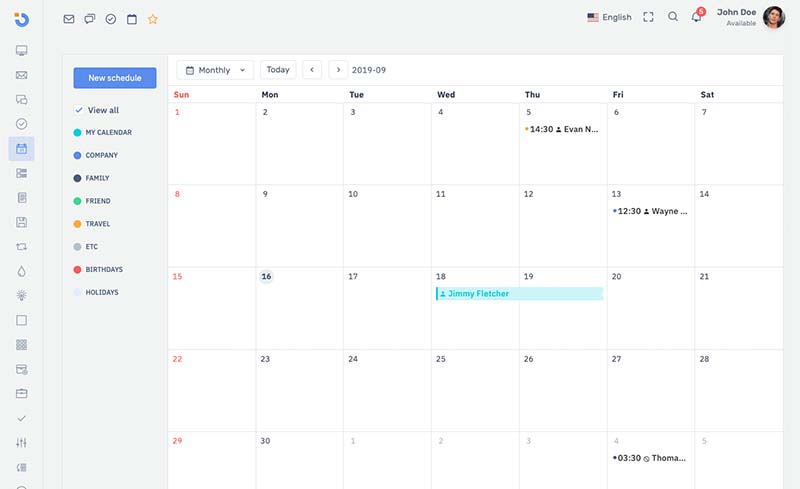 English
5
John Doe
Available
New schedule
Monthly
Today
2019-09
View all
MY CALENDAR
COMPANY
FAMILY
FRIEND
TRAVEL
ETC
BIRTHDAYS
HOLIDAYS
Sun Mon Tue Wed Thu Fri Sat
1 2 3 4 5 6 7
14:30 Evan N...
8 9 10 11 12 13 14
12:30 Wayne ...
15 16 17 18 19 20 21
Jimmy Fletcher
22 23 24 25 26 27 28
29 30 1 2 3 4 5
03:30 Thoma...